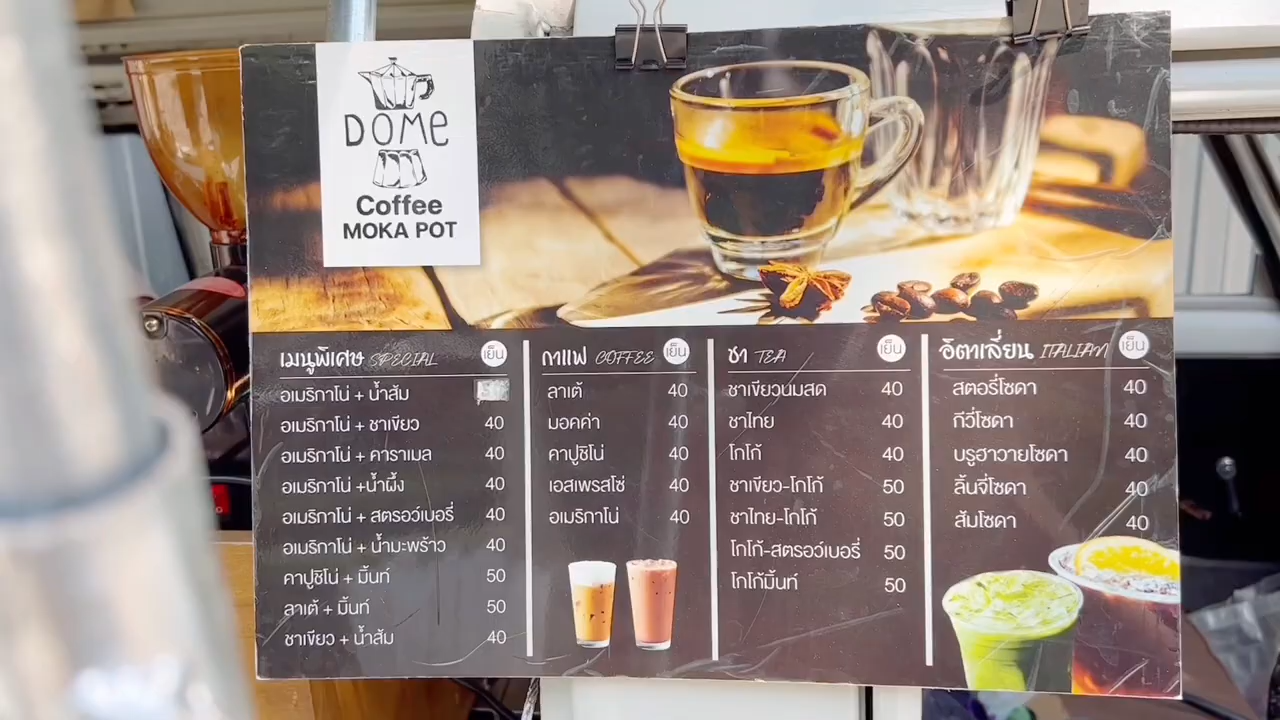 DOME
Coffee
MOKA POT
เมนูพิเศษ SPECIAL เย็น
อเมริกาโน่ + น้ำส้ม
อเมริกาโน่ + ชาเขียว 40
อเมริกาโน่ + คาราเมล 40
อเมริกาโน่ +น้ำผึ้ง 40
อเมริกาโน่ + สตรอว์เบอรี่ 40
อเมริกาโน่ + น้ำมะพร้าว 40
คาปูชิโน่ + มิ้นท์ 50
ลาเต้ + มิ้นท์ 50
ชาเขียว + น้ำส้ม 40
กาแฟ COFFEE เย็น
ลาเต้ 40
มอคค่า 40
คาปูชิโน่ 40
เอสเพรสโซ่ 40
อเมริกาโน่ 40
ชา TEA เย็น
ชาเขียวนมสด 40
ชาไทย 40
โกโก้ 40
ชาเขียว-โกโก้ 50
ชาไทย-โกโก้ 50
โกโก้-สตรอว์เบอรี่ 50
โกโก้มิ้นท์ 50
อิตาเลี่ยน ITALIAN เย็น
สตอรี่โซดา 40
กีวี่โซดา 40
บรูฮาวายโซดา 40
ลิ้นจี่โซดา 40
ส้มโซดา 40